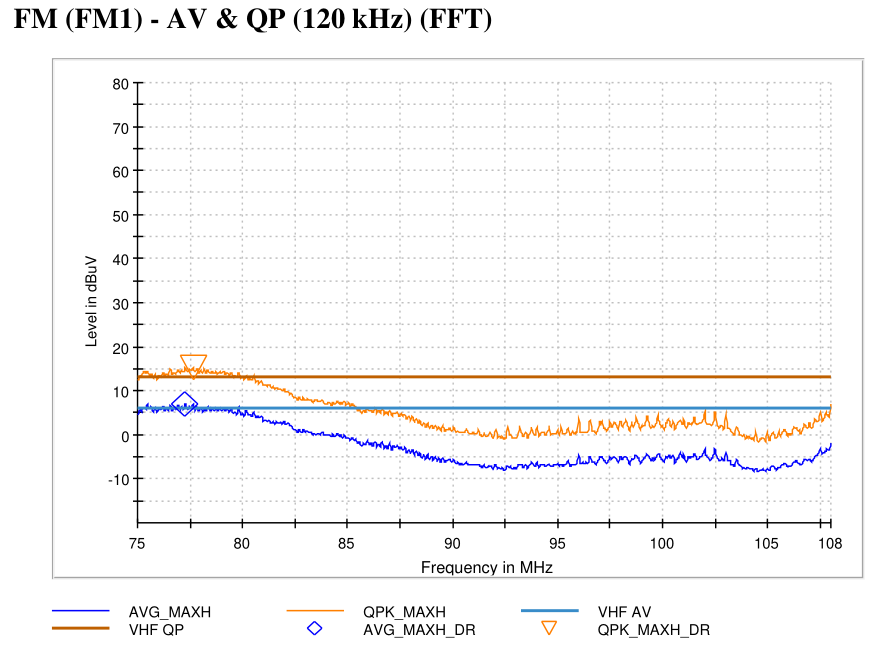 FM (FM1) - AV & QP (120 kHz) (FFT)
80
70
60
50
40
30
20
10
0
-10
Level in dBuV
75 80 85 90 95 100 105 108
Frequency in MHz
AVG_MAXH QPK_MAXH VHF AV
VHF QP AVG_MAXH_DR QPK_MAXH_DR